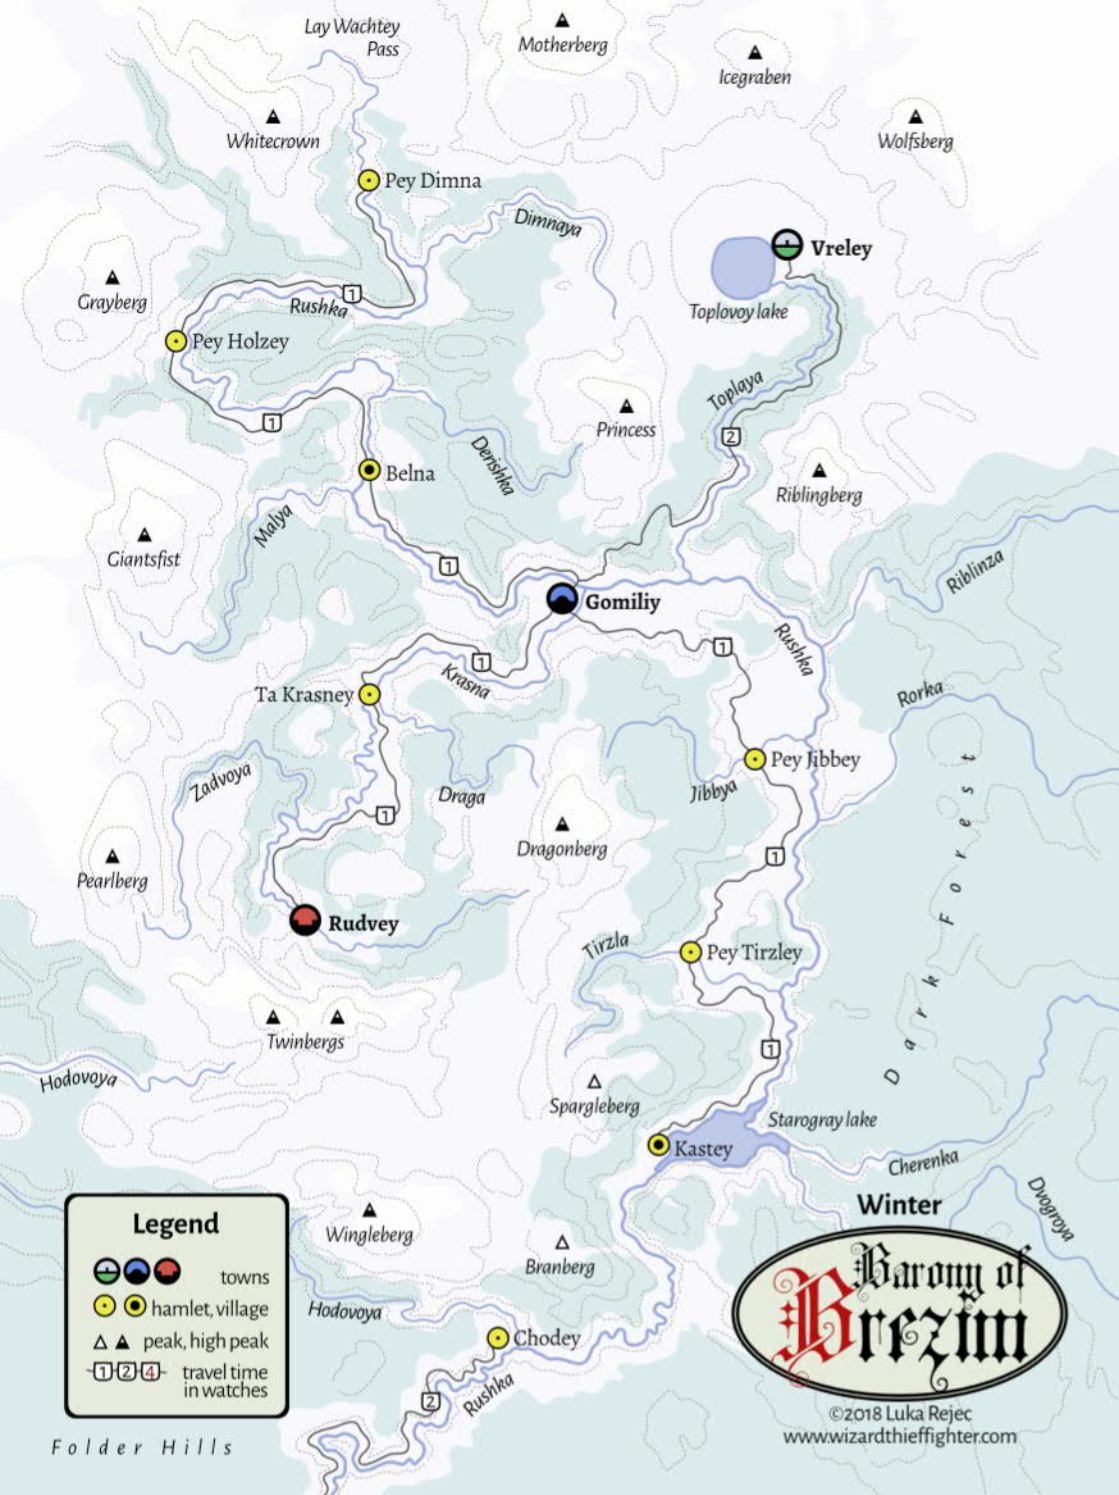 Lay Wachtey
Pass
Motherberg
Icegraben
Whitecrown
Wolfsberg
Pey Dimna
Dimnaya
Vreley
Grayberg
Rushka
1
Toplovoy lake
Pey Holzey
Toplaya
Princess
1
2
Derishka
Belna
Riblingberg
Malya
Giantsfist
1
Riblinza
Gomiliy
Rushka
1
1
Krasna
Ta Krasney
Rorka
Pey Jibbey
Zadvoya
Jibbya
Draga
1
Dragonberg
1
Pearlberg
Dark Forest
Rudvey
Tirzla
Pey Tirzley
Twinbergs
1
Hodovoya
Spargleberg
Starogray lake
Kastey
Cherenka
Dvogroya
Winter
Barony of
Brezim
©2018 Luka Rejec
www.wizardthieffighter.com
Wingleberg
Branberg
Hodovoya
Chodey
2
Rushka
Legend
towns
hamlet, village
peak, high peak
1 2 4 travel time
in watches
Folder Hills